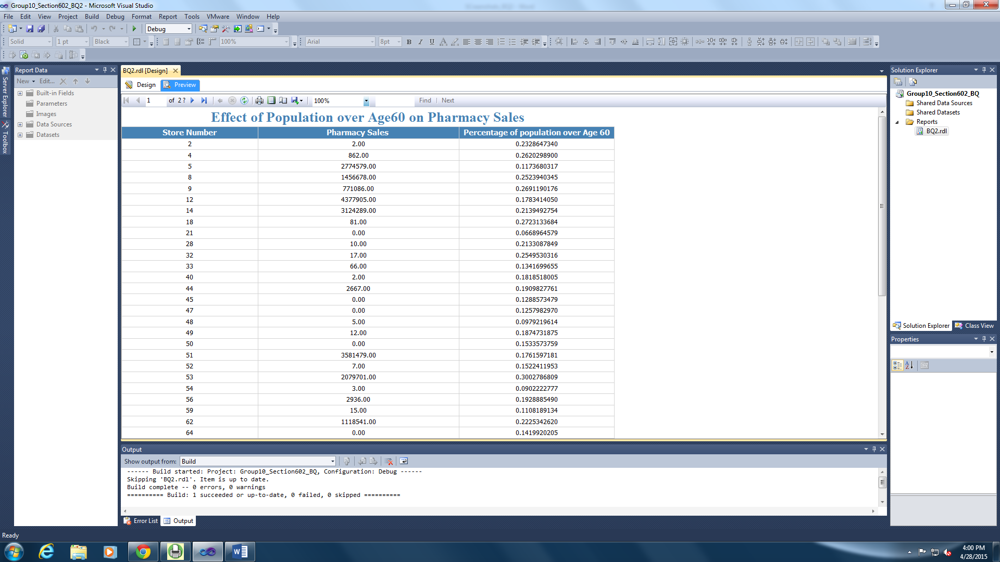 Group10_Section602_BQ2 - Microsoft Visual Studio
File Edit View Project Build Debug Format Report Tools VMware Window Help
Debug
Solid 1 pt Black 100% Arial 8pt B I U A
Server Explorer
Toolbox
Report Data
New Edit...
Built-in Fields
Parameters
Images
Data Sources
Datasets
BQ2.rdl [Design]
Design Preview
1 of 2 ? 100% Find Next
Effect of Population over Age60 on Pharmacy Sales
Store Number Pharmacy Sales Percentage of population over Age 60
2 2.00 0.2328647340
4 862.00 0.2620298900
5 2774579.00 0.1173680317
8 1456678.00 0.2523940345
9 771086.00 0.2691190176
12 4377905.00 0.1783414050
14 3124289.00 0.2139492754
18 81.00 0.2723133684
21 0.00 0.0668964579
28 10.00 0.2133087849
32 17.00 0.2549530316
33 66.00 0.1341699655
40 2.00 0.1818518005
44 2667.00 0.1909827761
45 0.00 0.1288573479
47 0.00 0.1257982970
48 5.00 0.0979219614
49 12.00 0.1874731875
50 0.00 0.1533573759
51 3581479.00 0.1761597181
52 7.00 0.1522411953
53 2079701.00 0.3002786809
54 3.00 0.0902222777
56 2936.00 0.1928885490
59 15.00 0.1108189134
62 1118541.00 0.2225342620
64 0.00 0.1419920205
Output
Show output from: Build
------ Build started: Project: Group10_Section602_BQ, Configuration: Debug ------
Skipping 'BQ2.rdl'. Item is up to date.
Build complete -- 0 errors, 0 warnings
========== Build: 1 succeeded or up-to-date, 0 failed, 0 skipped ==========
Error List Output
Solution Explorer
Group10_Section602_BQ
Shared Data Sources
Shared Datasets
Reports
BQ2.rdl
Solution Explorer Class View
Properties
Ready
4:00 PM
4/28/2015